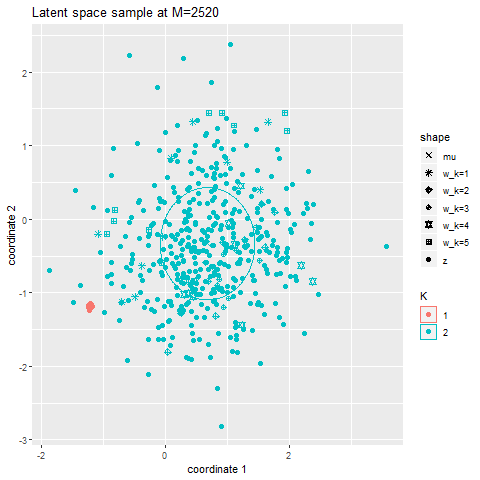 Latent space sample at M=2520
2
1
0
-1
-2
-3
-2
0
2
coordinate 1
coordinate 2
shape
mu
w_k=1
w_k=2
w_k=3
w_k=4
w_k=5
z
K
1
2